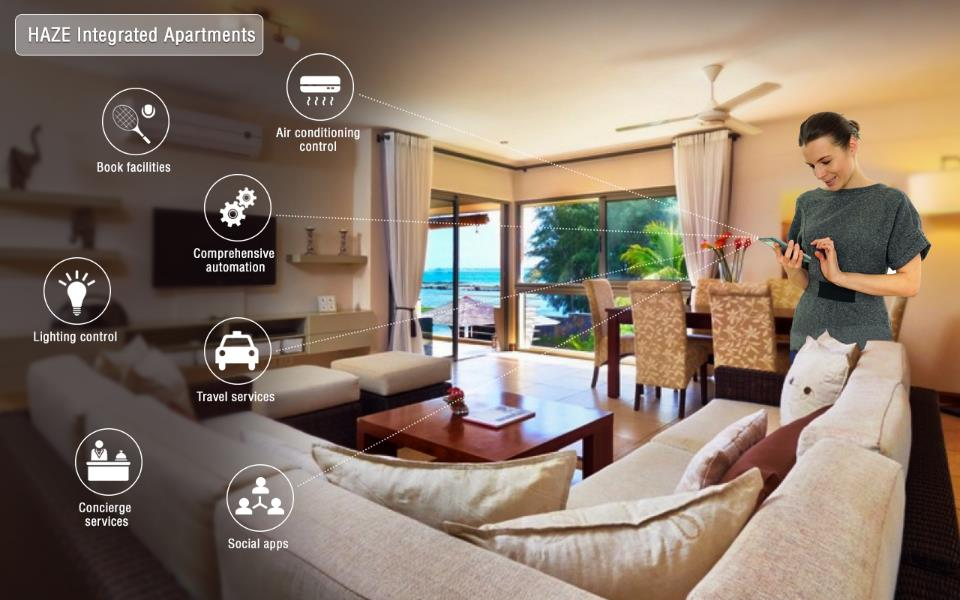 HAZE Integrated Apartments
Air conditioning
control
Book facilities
Comprehensive
automation
Lighting control
Travel services
Concierge
services
Social apps